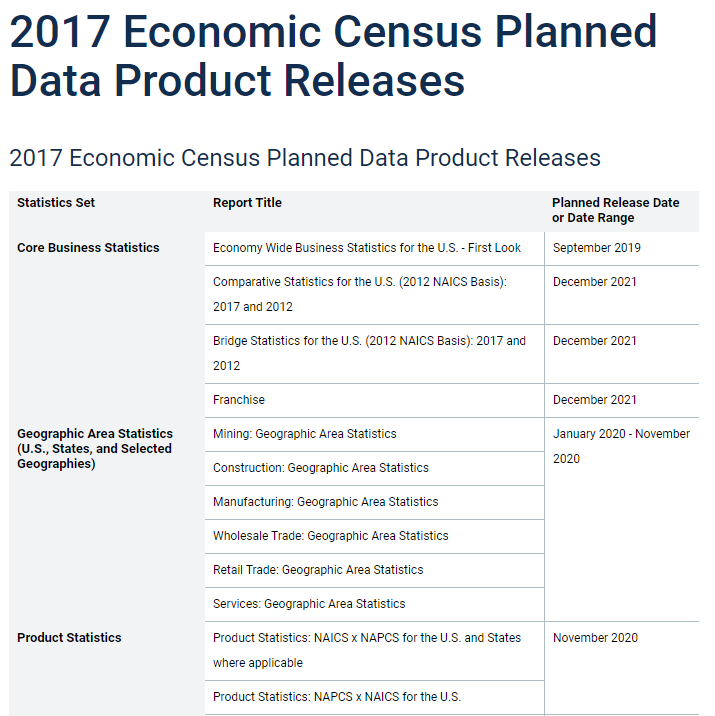 2017 Economic Census Planned
Data Product Releases
2017 Economic Census Planned Data Product Releases
Statistics Set
Report Title
Planned Release Date
or Date Range
Core Business Statistics
Economy Wide Business Statistics for the U.S. - First Look
September 2019
Comparative Statistics for the U.S. (2012 NAICS Basis):
2017 and 2012
December 2021
Bridge Statistics for the U.S. (2012 NAICS Basis): 2017 and
2012
December 2021
Franchise
December 2021
Geographic Area Statistics
(U.S., States, and Selected
Geographies)
Mining: Geographic Area Statistics
January 2020 - November
2020
Construction: Geographic Area Statistics
Manufacturing: Geographic Area Statistics
Wholesale Trade: Geographic Area Statistics
Retail Trade: Geographic Area Statistics
Services: Geographic Area Statistics
Product Statistics
Product Statistics: NAICS x NAPCS for the U.S. and States
where applicable
November 2020
Product Statistics: NAPCS x NAICS for the U.S.